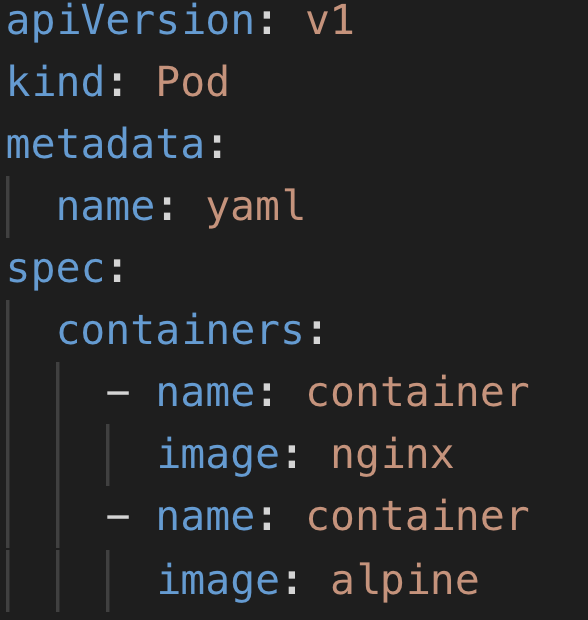 apiVersion: v1
kind: Pod
metadata:
  name: yaml
spec:
  containers:
    - name: container
      image: nginx
    - name: container
      image: alpine